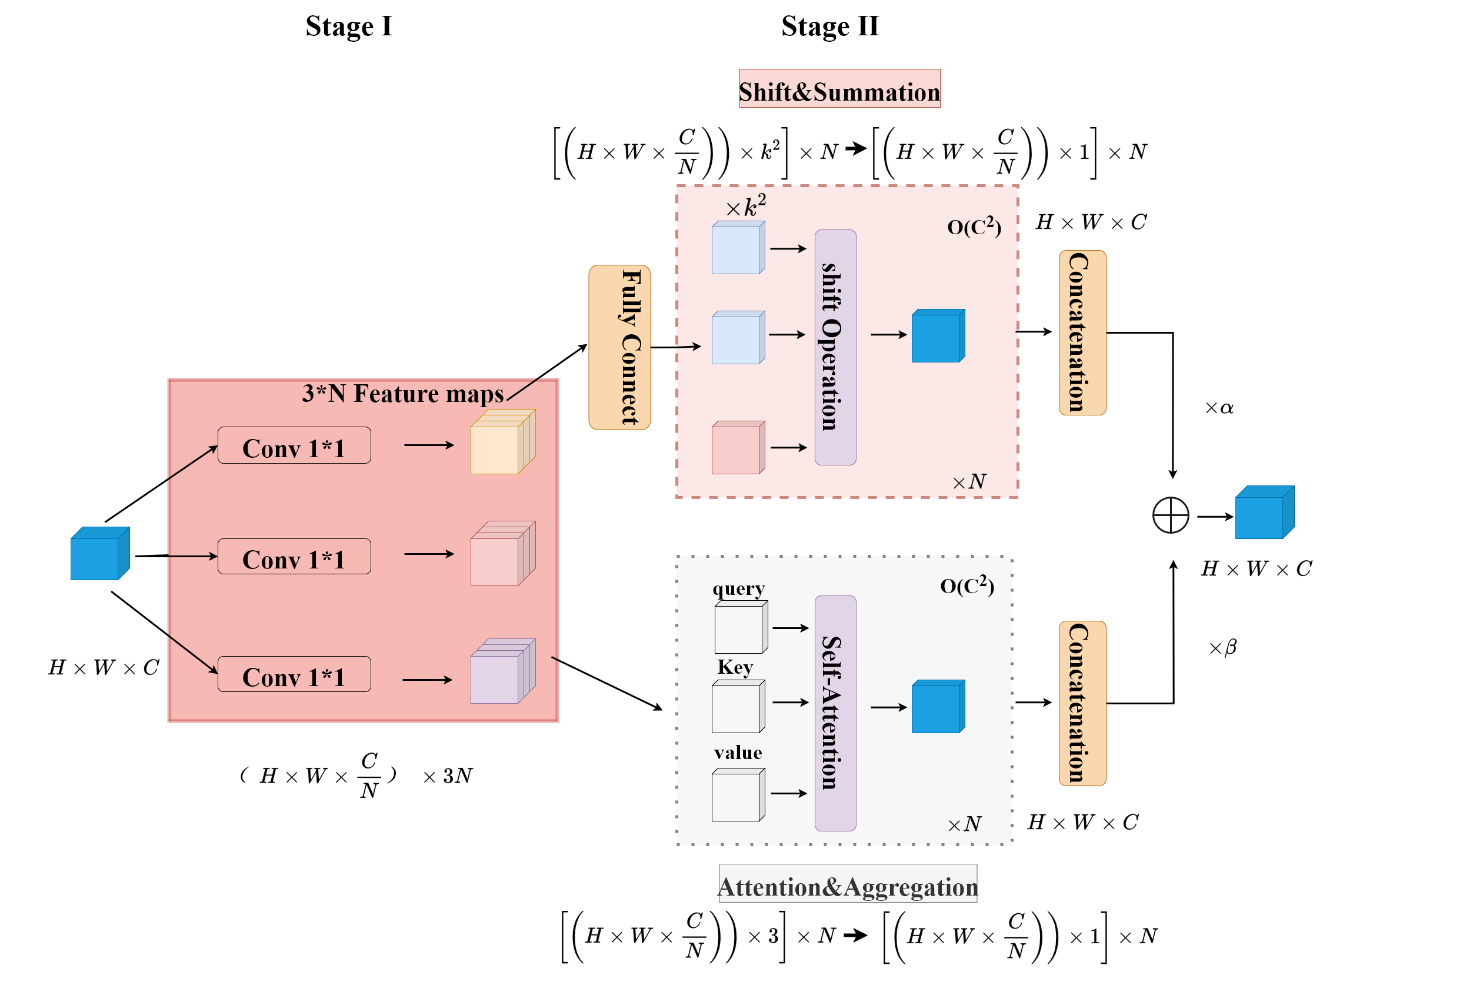 Stage I
Stage II
Shift&Summation
[((H × W × C/N)) × k²] × N → [((H × W × C/N)) × 1] × N
×k²
O(C²)
H × W × C
Fully Connect
shift Operation
Concatenation
3*N Feature maps
×α
Conv 1*1
×N
Conv 1*1
H × W × C
query
O(C²)
Key
Self-Attention
Concatenation
×β
H × W × C
Conv 1*1
value
(H × W × C/N) × 3N
×N
H × W × C
Attention&Aggregation
[((H × W × C/N)) × 3] × N → [((H × W × C/N)) × 1] × N